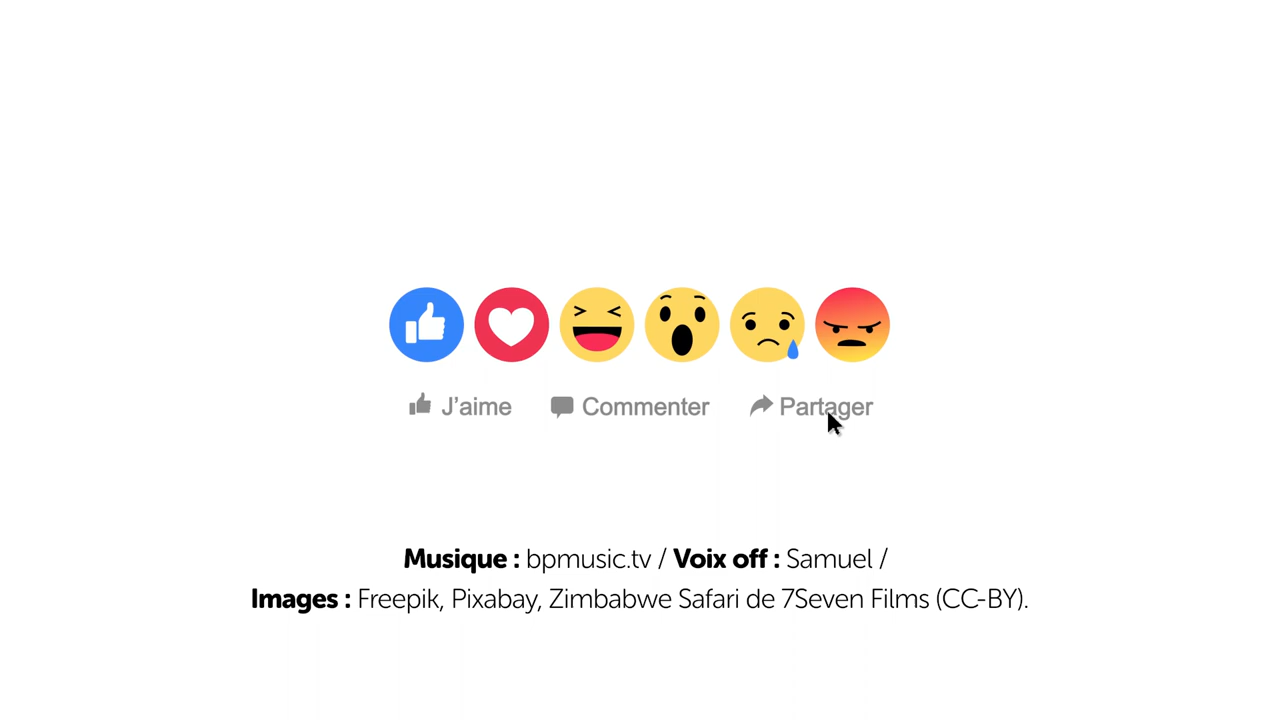 J’aime Commenter Partager
Musique : bpmusic.tv / Voix off : Samuel /
Images : Freepik, Pixabay, Zimbabwe Safari de 7Seven Films (CC-BY).